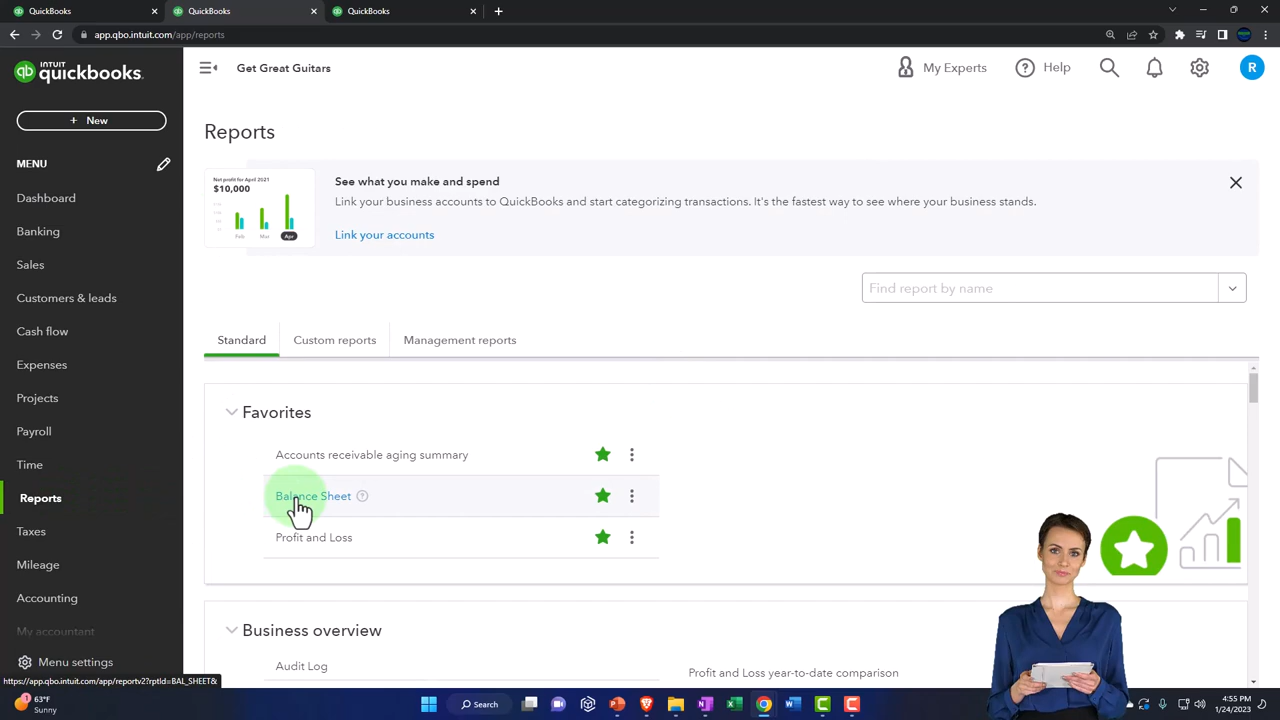 QuickBooks
QuickBooks
QuickBooks
app.qbo.intuit.com/app/reports
INTUIT
quickbooks.
Get Great Guitars
My Experts
Help
R
+ New
MENU
Dashboard
Banking
Sales
Customers & leads
Cash flow
Expenses
Projects
Payroll
Time
Reports
Taxes
Mileage
Accounting
My accountant
Menu settings
Reports
Net profit for April 2021
$10,000
Feb Mar Apr
See what you make and spend
Link your business accounts to QuickBooks and start categorizing transactions. It's the fastest way to see where your business stands.
Link your accounts
Find report by name
Standard
Custom reports
Management reports
Favorites
Accounts receivable aging summary
Balance Sheet
Profit and Loss
Business overview
Audit Log
Profit and Loss year-to-date comparison
https://app.qbo.intuit.com/app/reportv2?rptId=BAL_SHEET&
63°F
Sunny
Search
4:55 PM
1/24/2023